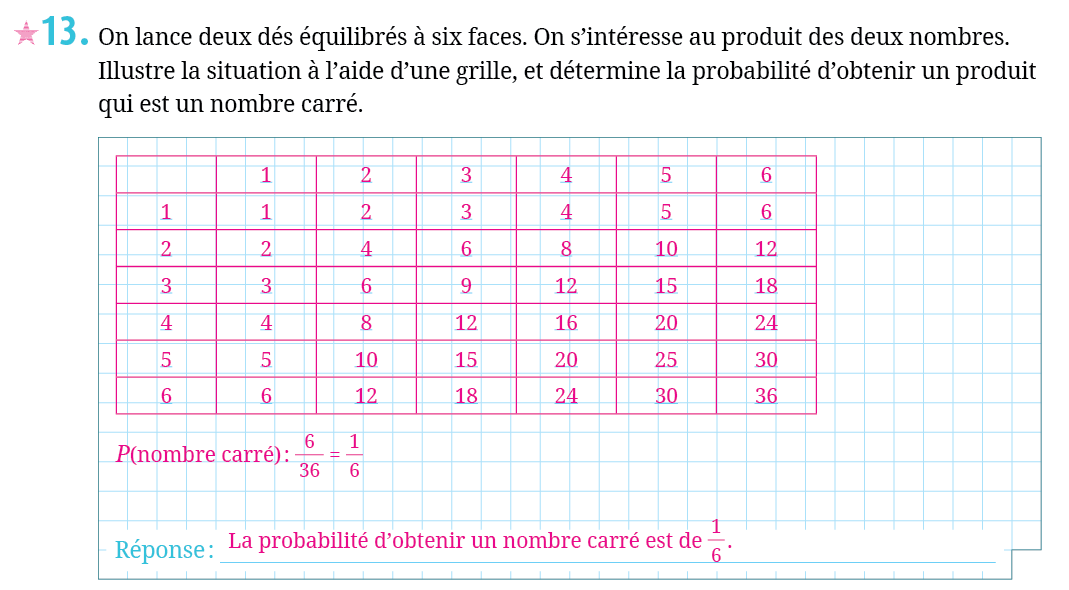 13. On lance deux dés équilibrés à six faces. On s’intéresse au produit des deux nombres.
Illustre la situation à l’aide d’une grille, et détermine la probabilité d’obtenir un produit
qui est un nombre carré.
1 2 3 4 5 6
1 1 2 3 4 5 6
2 2 4 6 8 10 12
3 3 6 9 12 15 18
4 4 8 12 16 20 24
5 5 10 15 20 25 30
6 6 12 18 24 30 36
P(nombre carré) : 6/36 = 1/6
Réponse : La probabilité d’obtenir un nombre carré est de 1/6.